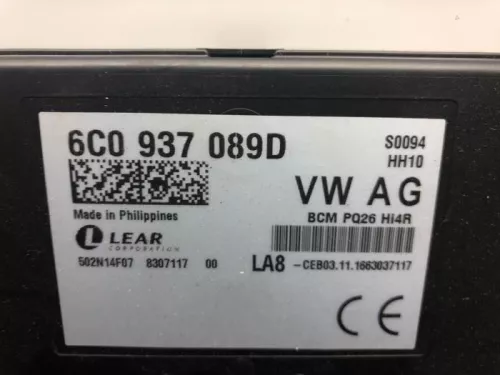 6C0 937 089D
S0094
HH10
VW AG
Made in Philippines
BCM PQ26 Hi4R
LEAR
CORPORATION
502N14F07 8307117 00
LA8 -CEB03.11.1663037117
CE